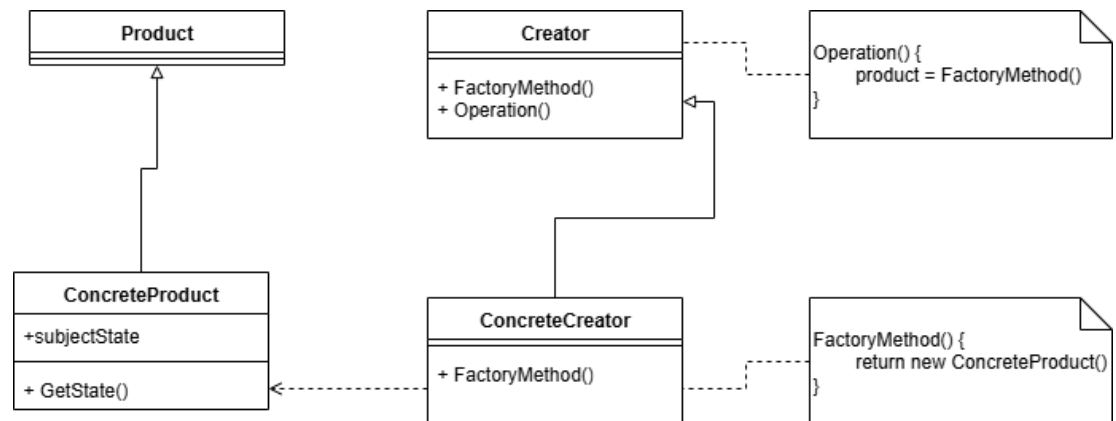 Product
Creator
+ FactoryMethod()
+ Operation()
Operation() {
product = FactoryMethod()
}
ConcreteProduct
+subjectState
+ GetState()
ConcreteCreator
+ FactoryMethod()
FactoryMethod() {
return new ConcreteProduct()
}